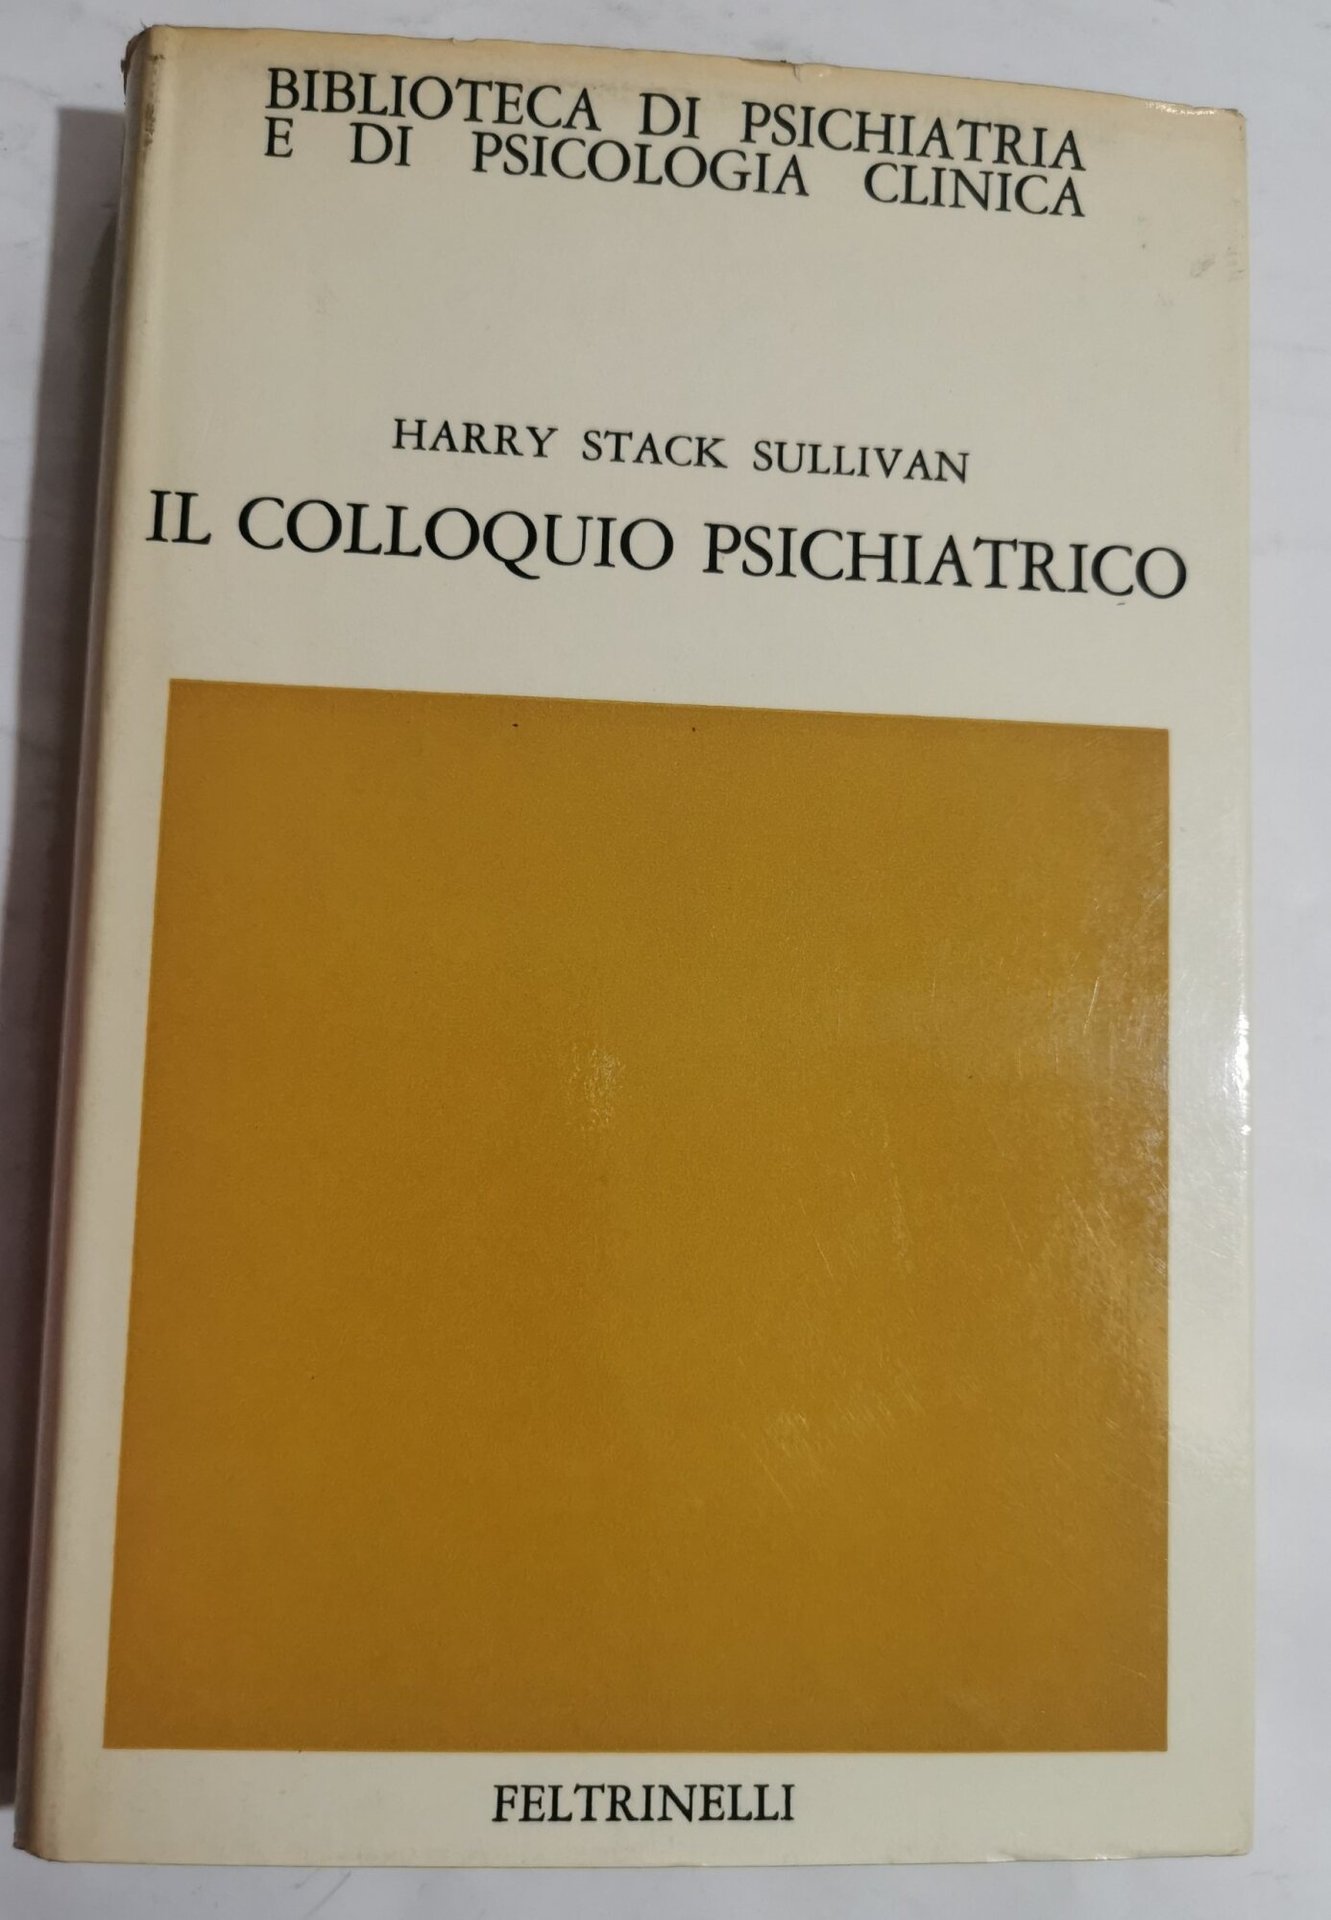 BIBLIOTECA DI PSICHIATRIA
E DI PSICOLOGIA CLINICA
HARRY STACK SULLIVAN
IL COLLOQUIO PSICHIATRICO
FELTRINELLI